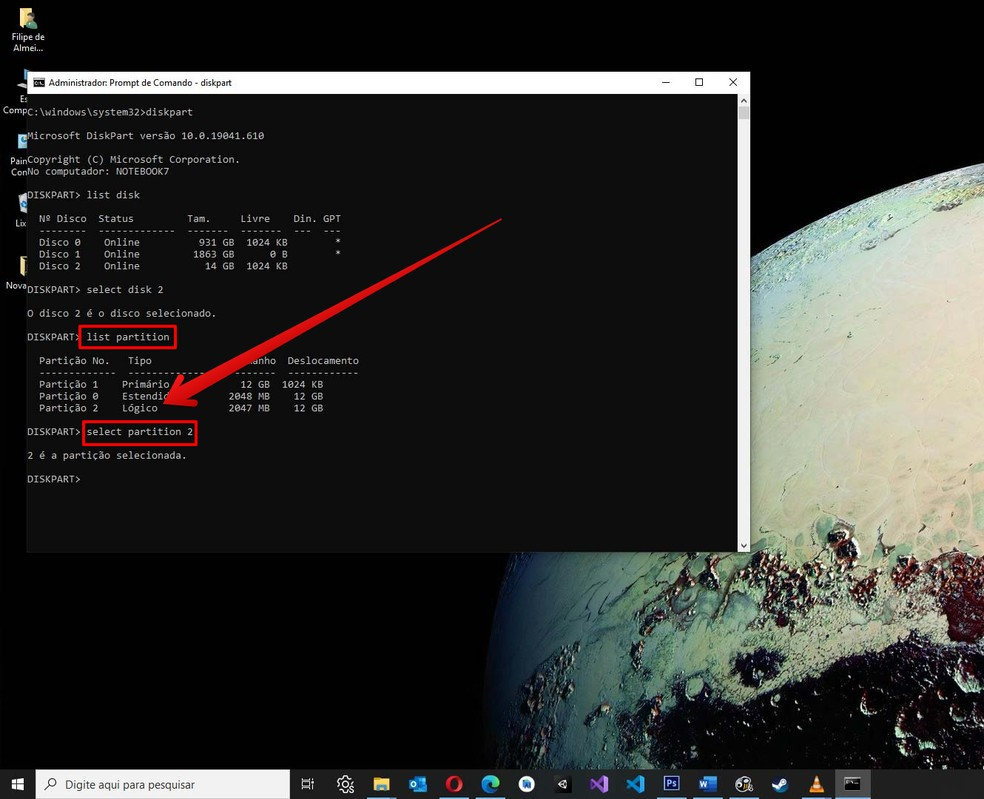 Filipe de
Almei...
Administrador: Prompt de Comando - diskpart
C:\windows\system32>diskpart
Microsoft DiskPart versão 10.0.19041.610
Copyright (C) Microsoft Corporation.
No computador: NOTEBOOK7
DISKPART> list disk
Nº Disco Status Tam. Livre Din. GPT
-------- ------------- ------- ------- --- ---
Disco 0 Online 931 GB 1024 KB *
Disco 1 Online 1863 GB 0 B *
Disco 2 Online 14 GB 1024 KB
DISKPART> select disk 2
O disco 2 é o disco selecionado.
DISKPART> list partition
Partição No. Tipo anho Deslocamento
Partição 1 Primário 12 GB 1024 KB
Partição 0 Estendi 2048 MB 12 GB
Partição 2 Lógico 2047 MB 12 GB
DISKPART> select partition 2
2 é a partição selecionada.
DISKPART>
Es
Comp
Pain
Con
Lix
Nova
Digite aqui para pesquisar
Ps
W